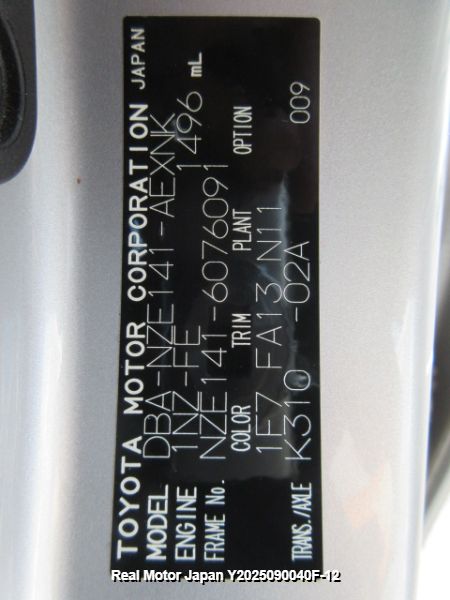 TOYOTA MOTOR CORPORATION JAPAN
MODEL DBA-NZE141-AEXNK
ENGINE 1NZ-FE 1496 mL
FRAME No. NZE141-6076091
COLOR TRIM PLANT OPTION
1F7 FA13 N11 009
TRANS./AXLE K310 -02A
Real Motor Japan Y2025090040F-12